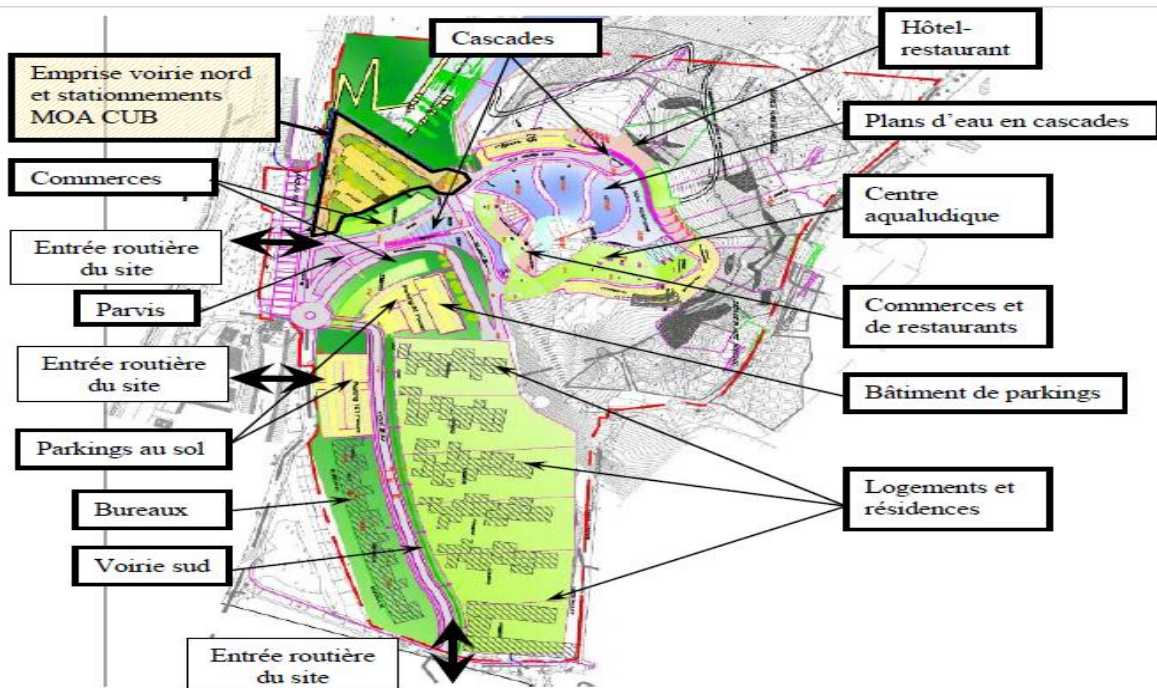 Cascades
Hôtel-
restaurant
Emprise voirie nord
et stationnements
MOA CUB
Plans d’eau en cascades
Commerces
Centre
aqualudique
Entrée routière
du site
Parvis
Commerces et
de restaurants
Entrée routière
du site
Bâtiment de parkings
Parkings au sol
Logements et
résidences
Bureaux
Voirie sud
Entrée routière
du site